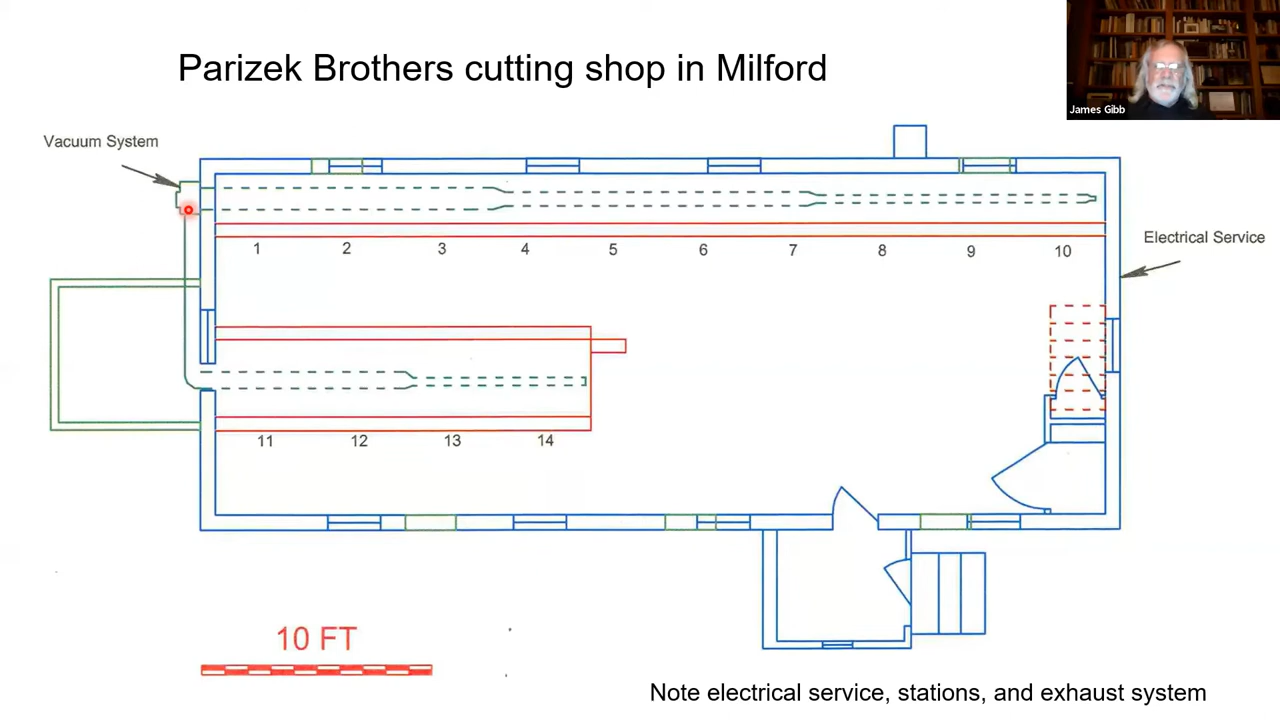 Parizek Brothers cutting shop in Milford
James Gibb
Vacuum System
Electrical Service
1 2 3 4 5 6 7 8 9 10
11 12 13 14
10 FT
Note electrical service, stations, and exhaust system